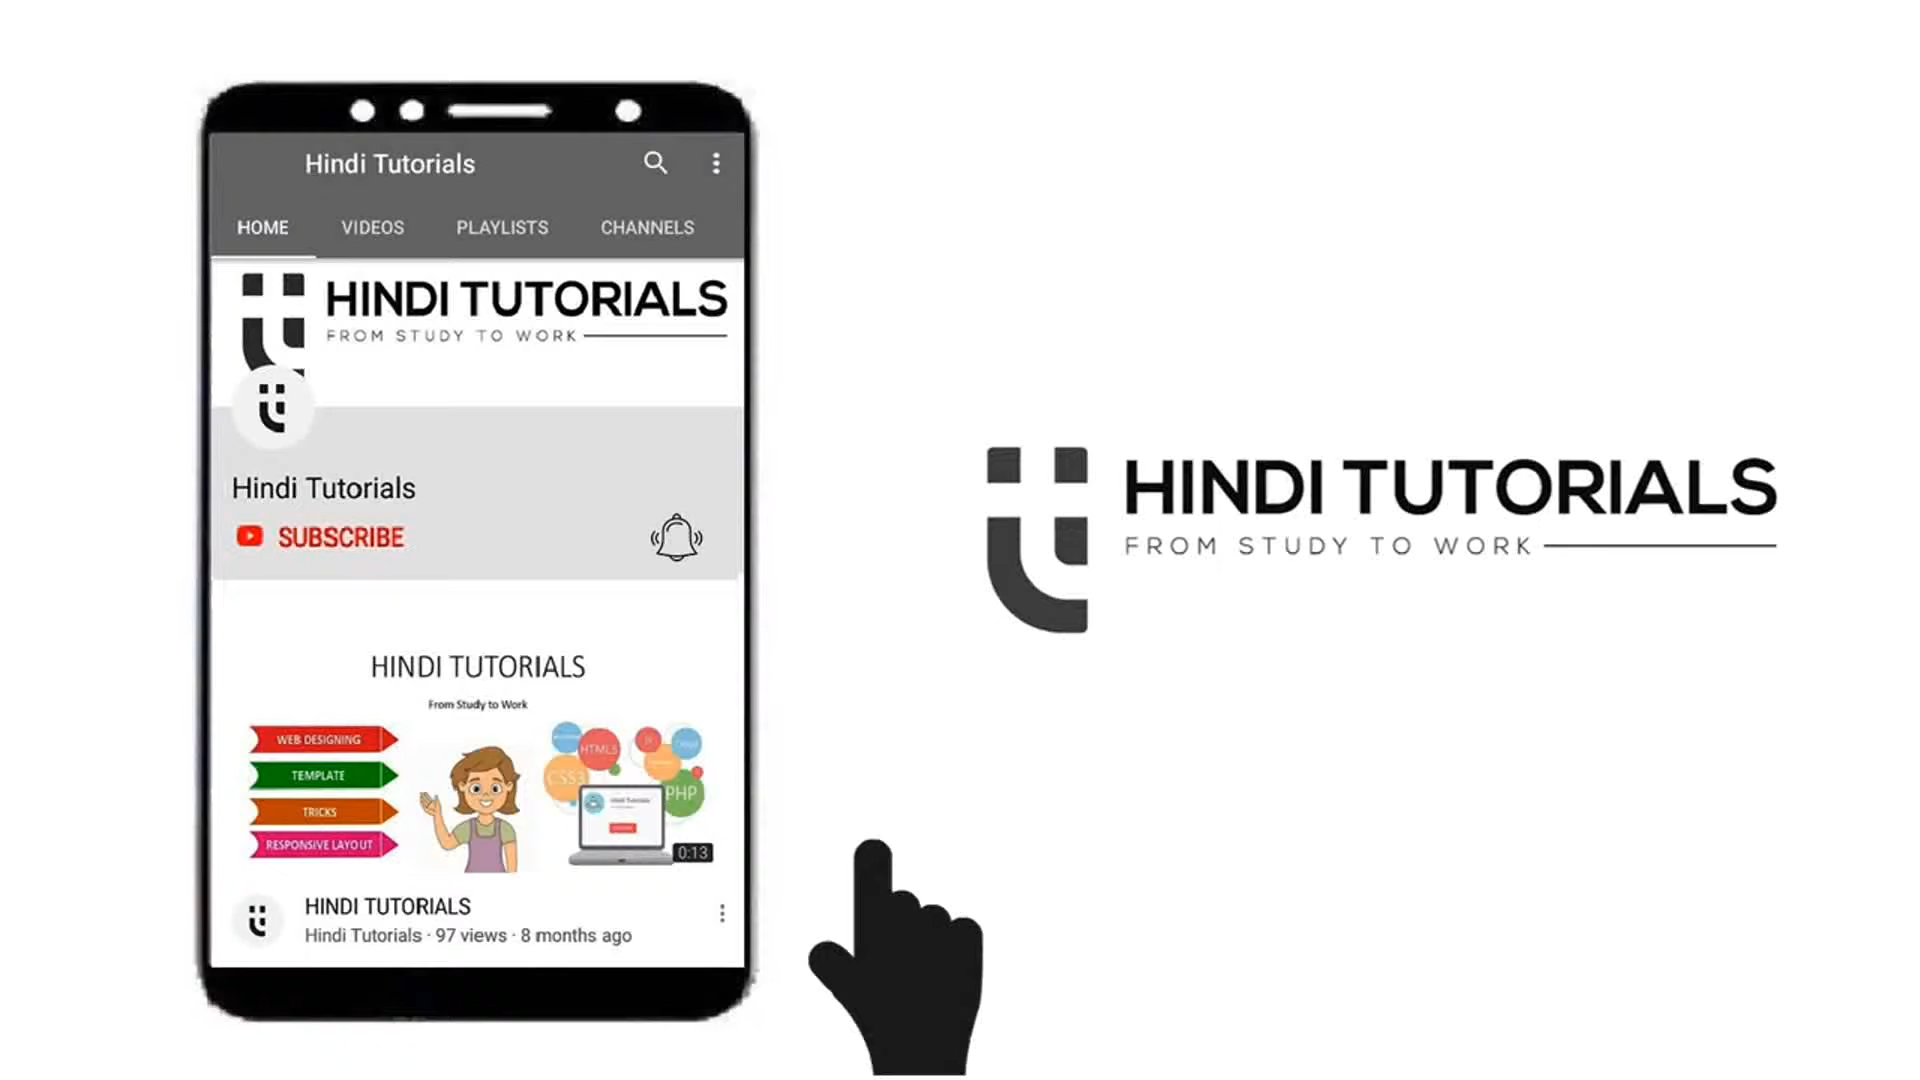 Hindi Tutorials
HOME VIDEOS PLAYLISTS CHANNELS
HINDI TUTORIALS
FROM STUDY TO WORK
Hindi Tutorials
SUBSCRIBE
HINDI TUTORIALS
From Study to Work
WEB DESIGNING
TEMPLATE
TRICKS
RESPONSIVE LAYOUT
HTML5
CSS3
PHP
Hindi Tutorials
0:13
HINDI TUTORIALS
Hindi Tutorials · 97 views · 8 months ago
HINDI TUTORIALS
FROM STUDY TO WORK